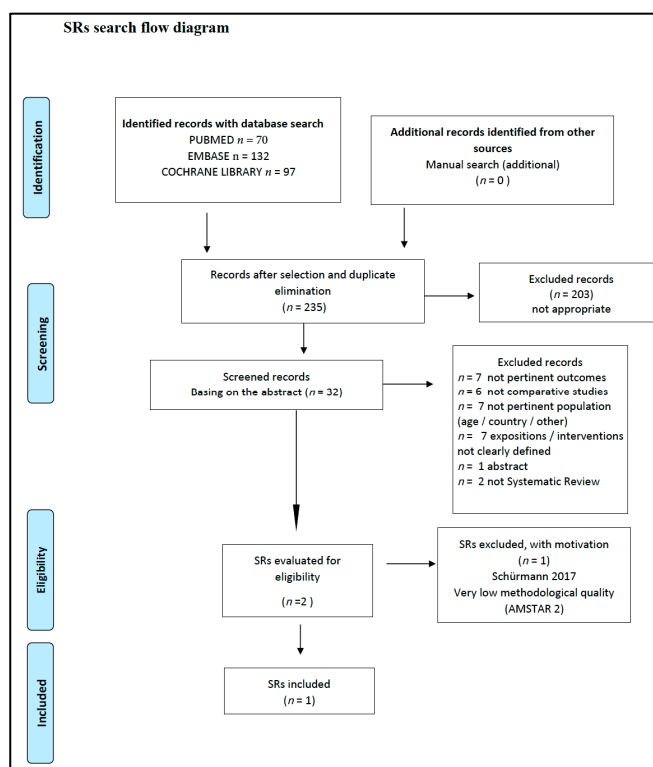 SRs search flow diagram
Identification
Identified records with database search
PUBMED n = 70
EMBASE n = 132
COCHRANE LIBRARY n = 97
Additional records identified from other
sources
Manual search (additional)
(n = 0 )
Screening
Records after selection and duplicate
elimination
(n = 235)
Excluded records
(n = 203)
not appropriate
Screened records
Basing on the abstract (n = 32)
Excluded records
n = 7 not pertinent outcomes
n = 6 not comparative studies
n = 7 not pertinent population
(age / country / other)
n = 7 expositions / interventions
not clearly defined
n = 1 abstract
n = 2 not Systematic Review
Eligibility
SRs evaluated for
eligibility
(n =2 )
SRs excluded, with motivation
(n = 1)
Schürmann 2017
Very low methodological quality
(AMSTAR 2)
Included
SRs included
(n = 1)